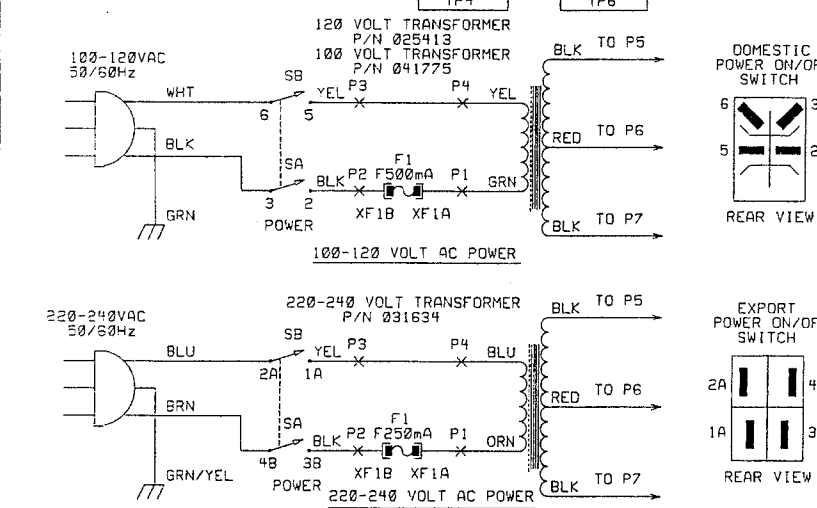 120 VOLT TRANSFORMER
P/N 025413
100 VOLT TRANSFORMER
P/N 041775
100-120VAC
50/60Hz
WHT
SB
6
5
YEL
P3
P4
YEL
BLK
SA
3
2
BLK
P2
F1
F500mA
P1
GRN
XF1B
XF1A
GRN
POWER
100-120 VOLT AC POWER
BLK
TO P5
RED
TO P6
BLK
TO P7
DOMESTIC
POWER ON/OF
SWITCH
6
3
5
2
REAR VIEW
220-240 VOLT TRANSFORMER
P/N 031634
220-240VAC
50/60Hz
BLU
SB
2A
1A
YEL
P3
P4
BLU
BRN
SA
4B
3B
BLK
P2
F1
F250mA
P1
ORN
XF1B
XF1A
GRN/YEL
POWER
220-240 VOLT AC POWER
BLK
TO P5
RED
TO P6
BLK
TO P7
EXPORT
POWER ON/OF
SWITCH
2A
4
1A
3
REAR VIEW